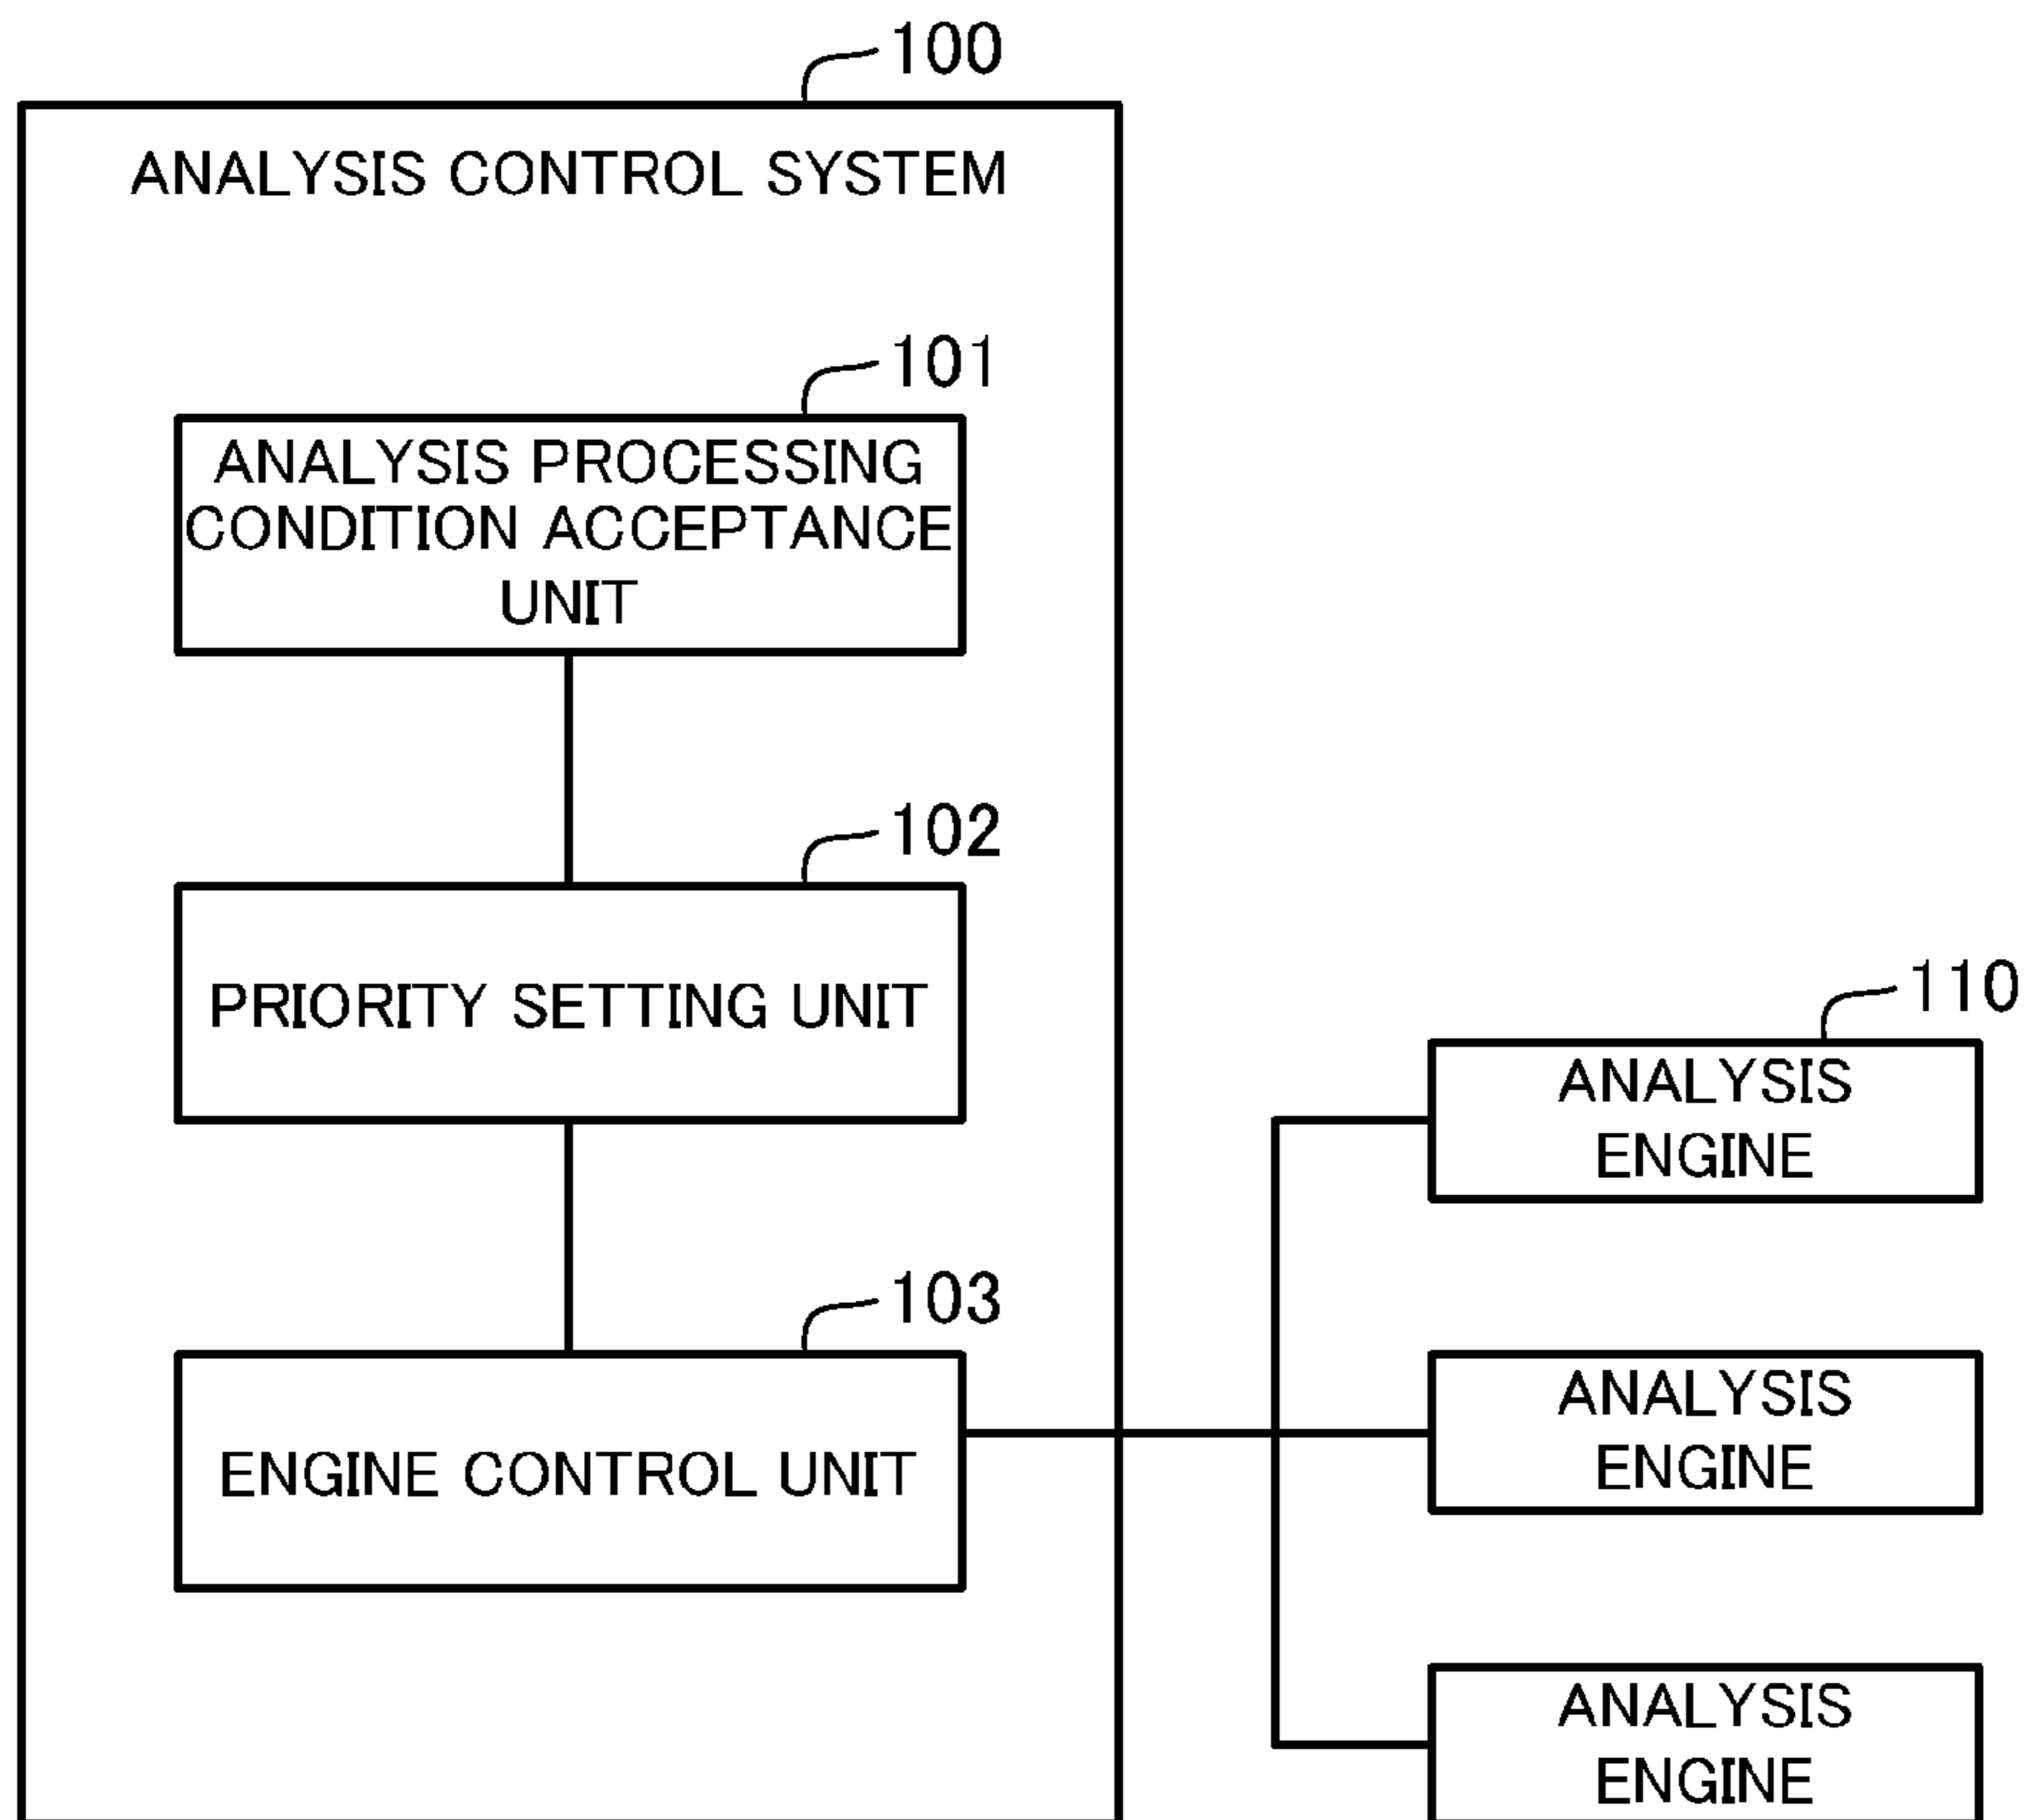 100
ANALYSIS CONTROL SYSTEM
101
ANALYSIS PROCESSING
CONDITION ACCEPTANCE
UNIT
102
PRIORITY SETTING UNIT
103
ENGINE CONTROL UNIT
110
ANALYSIS
ENGINE
ANALYSIS
ENGINE
ANALYSIS
ENGINE